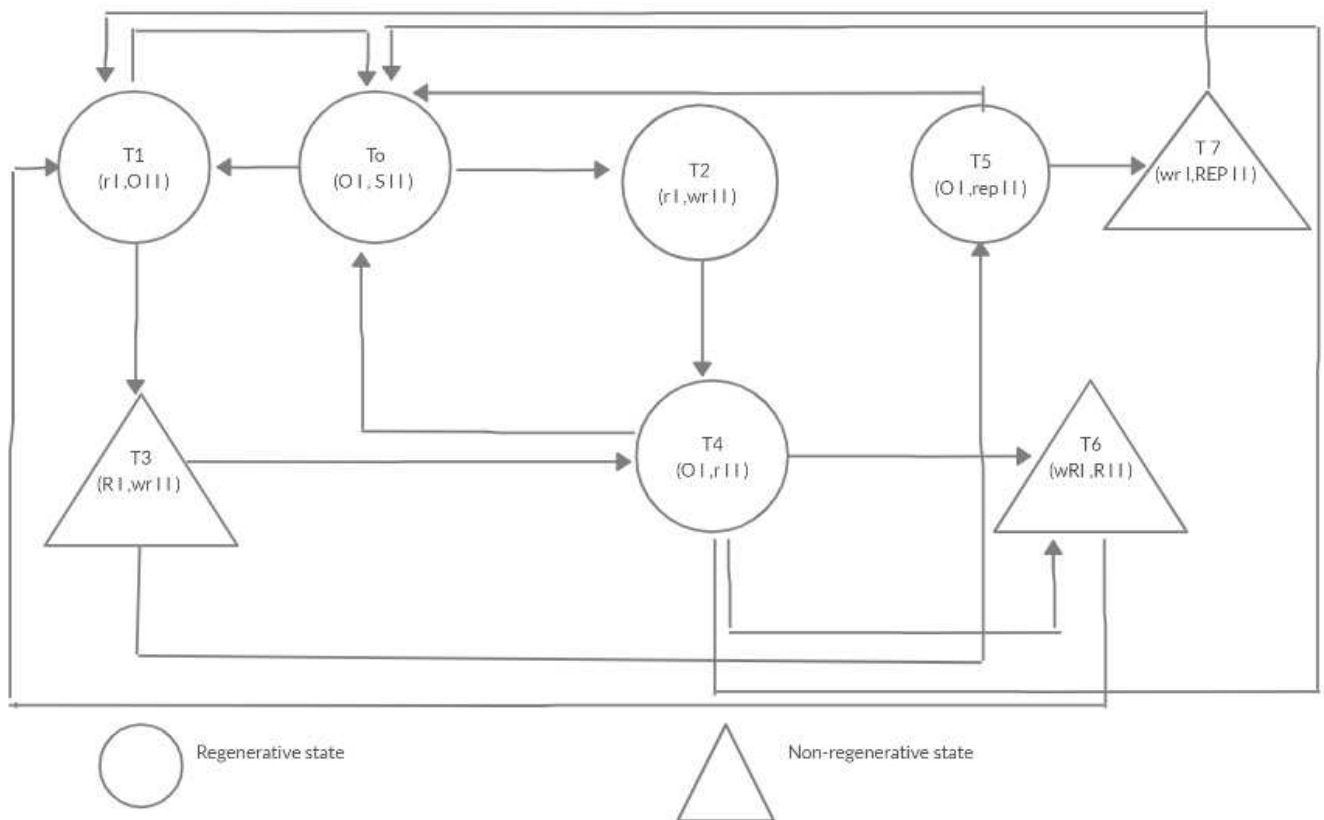 T1
(r I,O I I)
To
(O I, S I I)
T2
(r I,wr I I)
T5
(O I,rep I I)
T 7
(wr I,REP I I)
T3
(R I,wr I I)
T4
(O I,r I I)
T6
(wRI ,R I I)
Regenerative state
Non-regenerative state